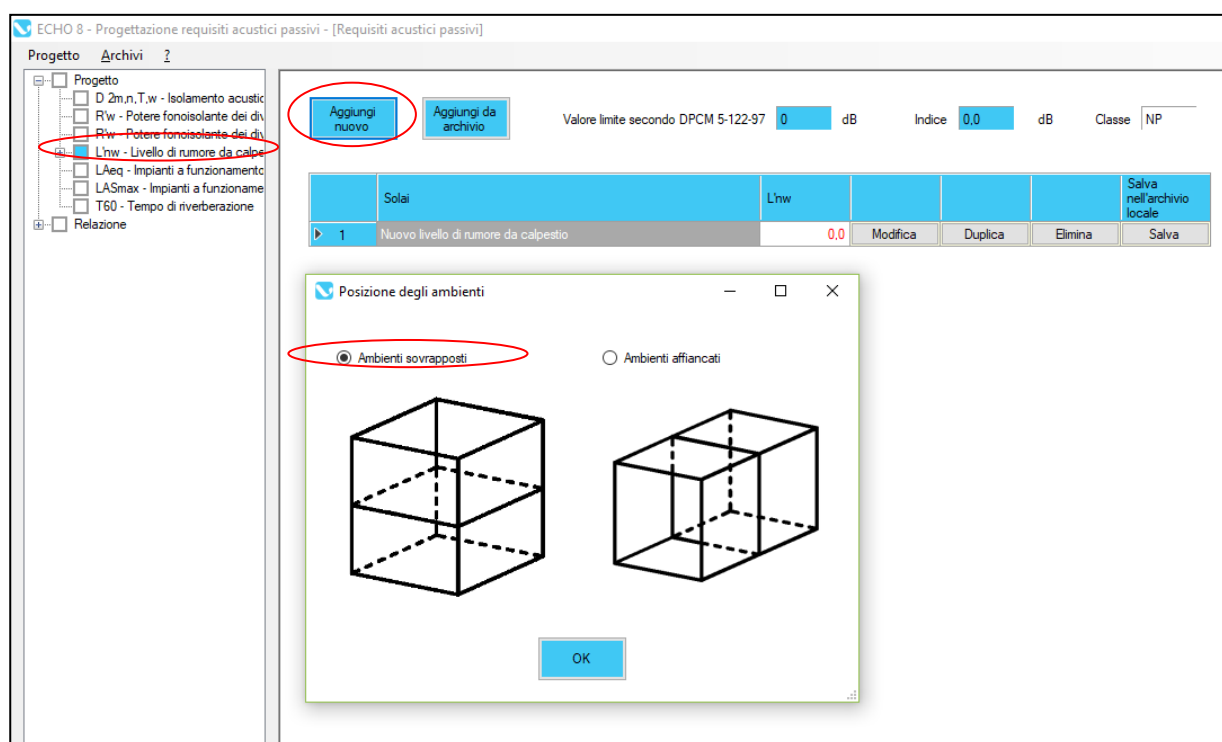 ECHO 8 - Progettazione requisiti acustici passivi - [Requisiti acustici passivi]
Progetto Archivi ?
Progetto
D 2m,n,T,w - Isolamento acustic
R'w - Potere fonoisolante dei div
R'w - Potere fonoisolante dei div
L'nw - Livello di rumore da calpe
LAeq - Impianti a funzionamento
LASmax - Impianti a funzioname
T60 - Tempo di riverberazione
Relazione
Aggiungi nuovo
Aggiungi da archivio
Valore limite secondo DPCM 5-122-97 0 dB Indice 0,0 dB Classe NP
Solai L'nw Salva nell'archivio locale
1 Nuovo livello di rumore da calpestio 0,0 Modifica Duplica Elimina Salva
Posizione degli ambienti
Ambienti sovrapposti Ambienti affiancati
OK